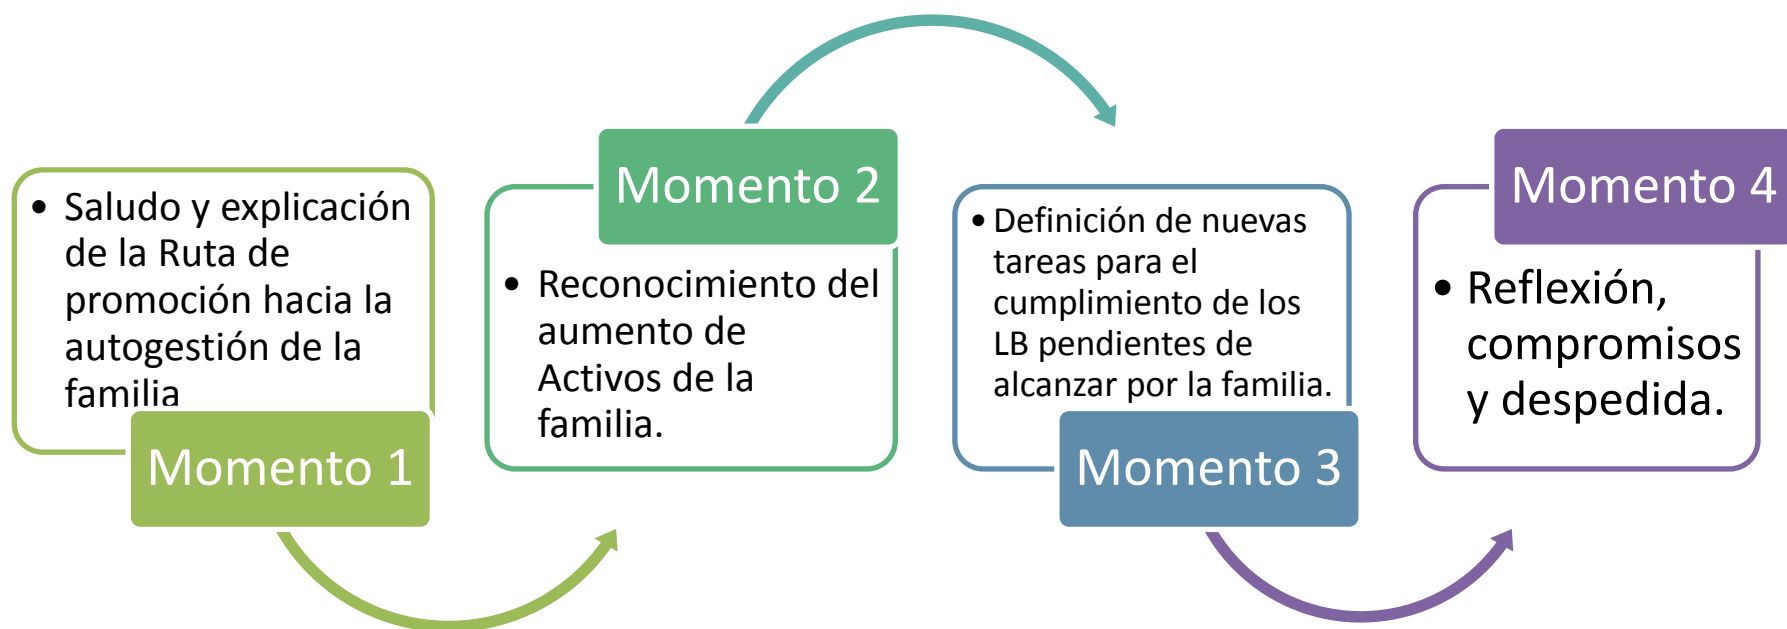 • Saludo y explicación
de la Ruta de
promoción hacia la
autogestión de la
familia
Momento 1
Momento 2
• Reconocimiento del
aumento de
Activos de la
familia.
• Definición de nuevas
tareas para el
cumplimiento de los
LB pendientes de
alcanzar por la familia.
Momento 3
Momento 4
• Reflexión,
compromisos
y despedida.